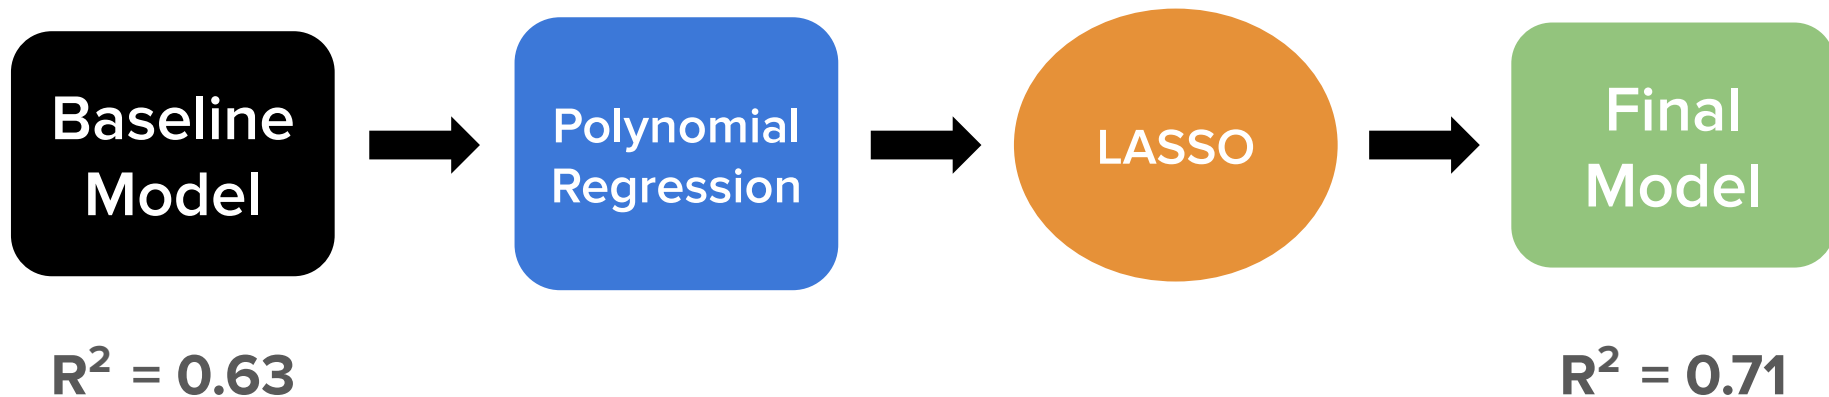 Baseline
Model
Polynomial
Regression
LASSO
Final
Model
R² = 0.63
R² = 0.71